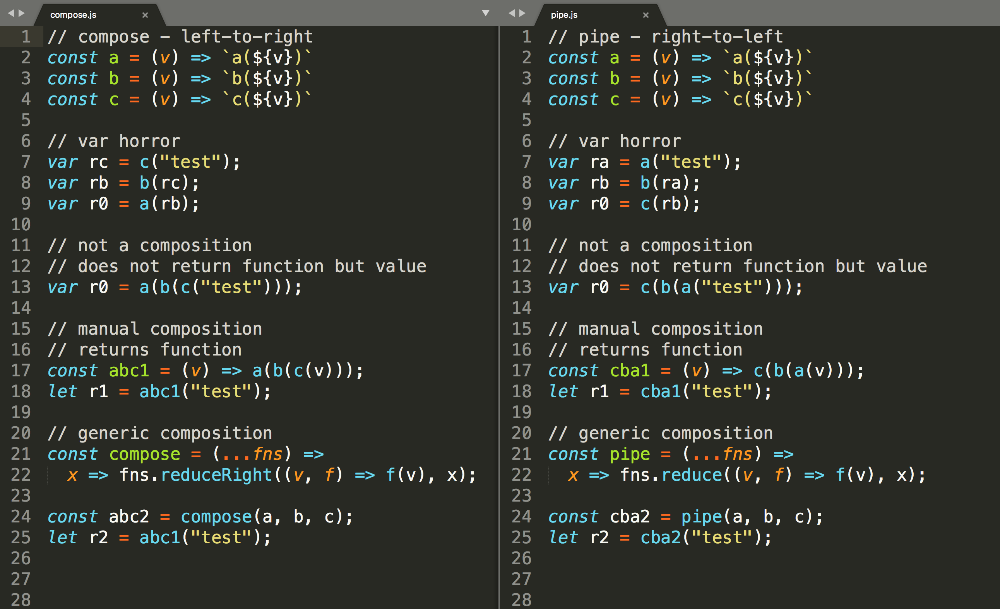 compose.js ×
1 // compose - left-to-right
2 const a = (v) => `a(${v})`
3 const b = (v) => `b(${v})`
4 const c = (v) => `c(${v})`
5
6 // var horror
7 var rc = c("test");
8 var rb = b(rc);
9 var r0 = a(rb);
10
11 // not a composition
12 // does not return function but value
13 var r0 = a(b(c("test")));
14
15 // manual composition
16 // returns function
17 const abc1 = (v) => a(b(c(v)));
18 let r1 = abc1("test");
19
20 // generic composition
21 const compose = (...fns) =>
22   x => fns.reduceRight((v, f) => f(v), x);
23
24 const abc2 = compose(a, b, c);
25 let r2 = abc1("test");
26
27
28
pipe.js ×
1 // pipe - right-to-left
2 const a = (v) => `a(${v})`
3 const b = (v) => `b(${v})`
4 const c = (v) => `c(${v})`
5
6 // var horror
7 var ra = a("test");
8 var rb = b(ra);
9 var r0 = c(rb);
10
11 // not a composition
12 // does not return function but value
13 var r0 = c(b(a("test")));
14
15 // manual composition
16 // returns function
17 const cba1 = (v) => c(b(a(v)));
18 let r1 = cba1("test");
19
20 // generic composition
21 const pipe = (...fns) =>
22   x => fns.reduce((v, f) => f(v), x);
23
24 const cba2 = pipe(a, b, c);
25 let r2 = cba2("test");
26
27
28